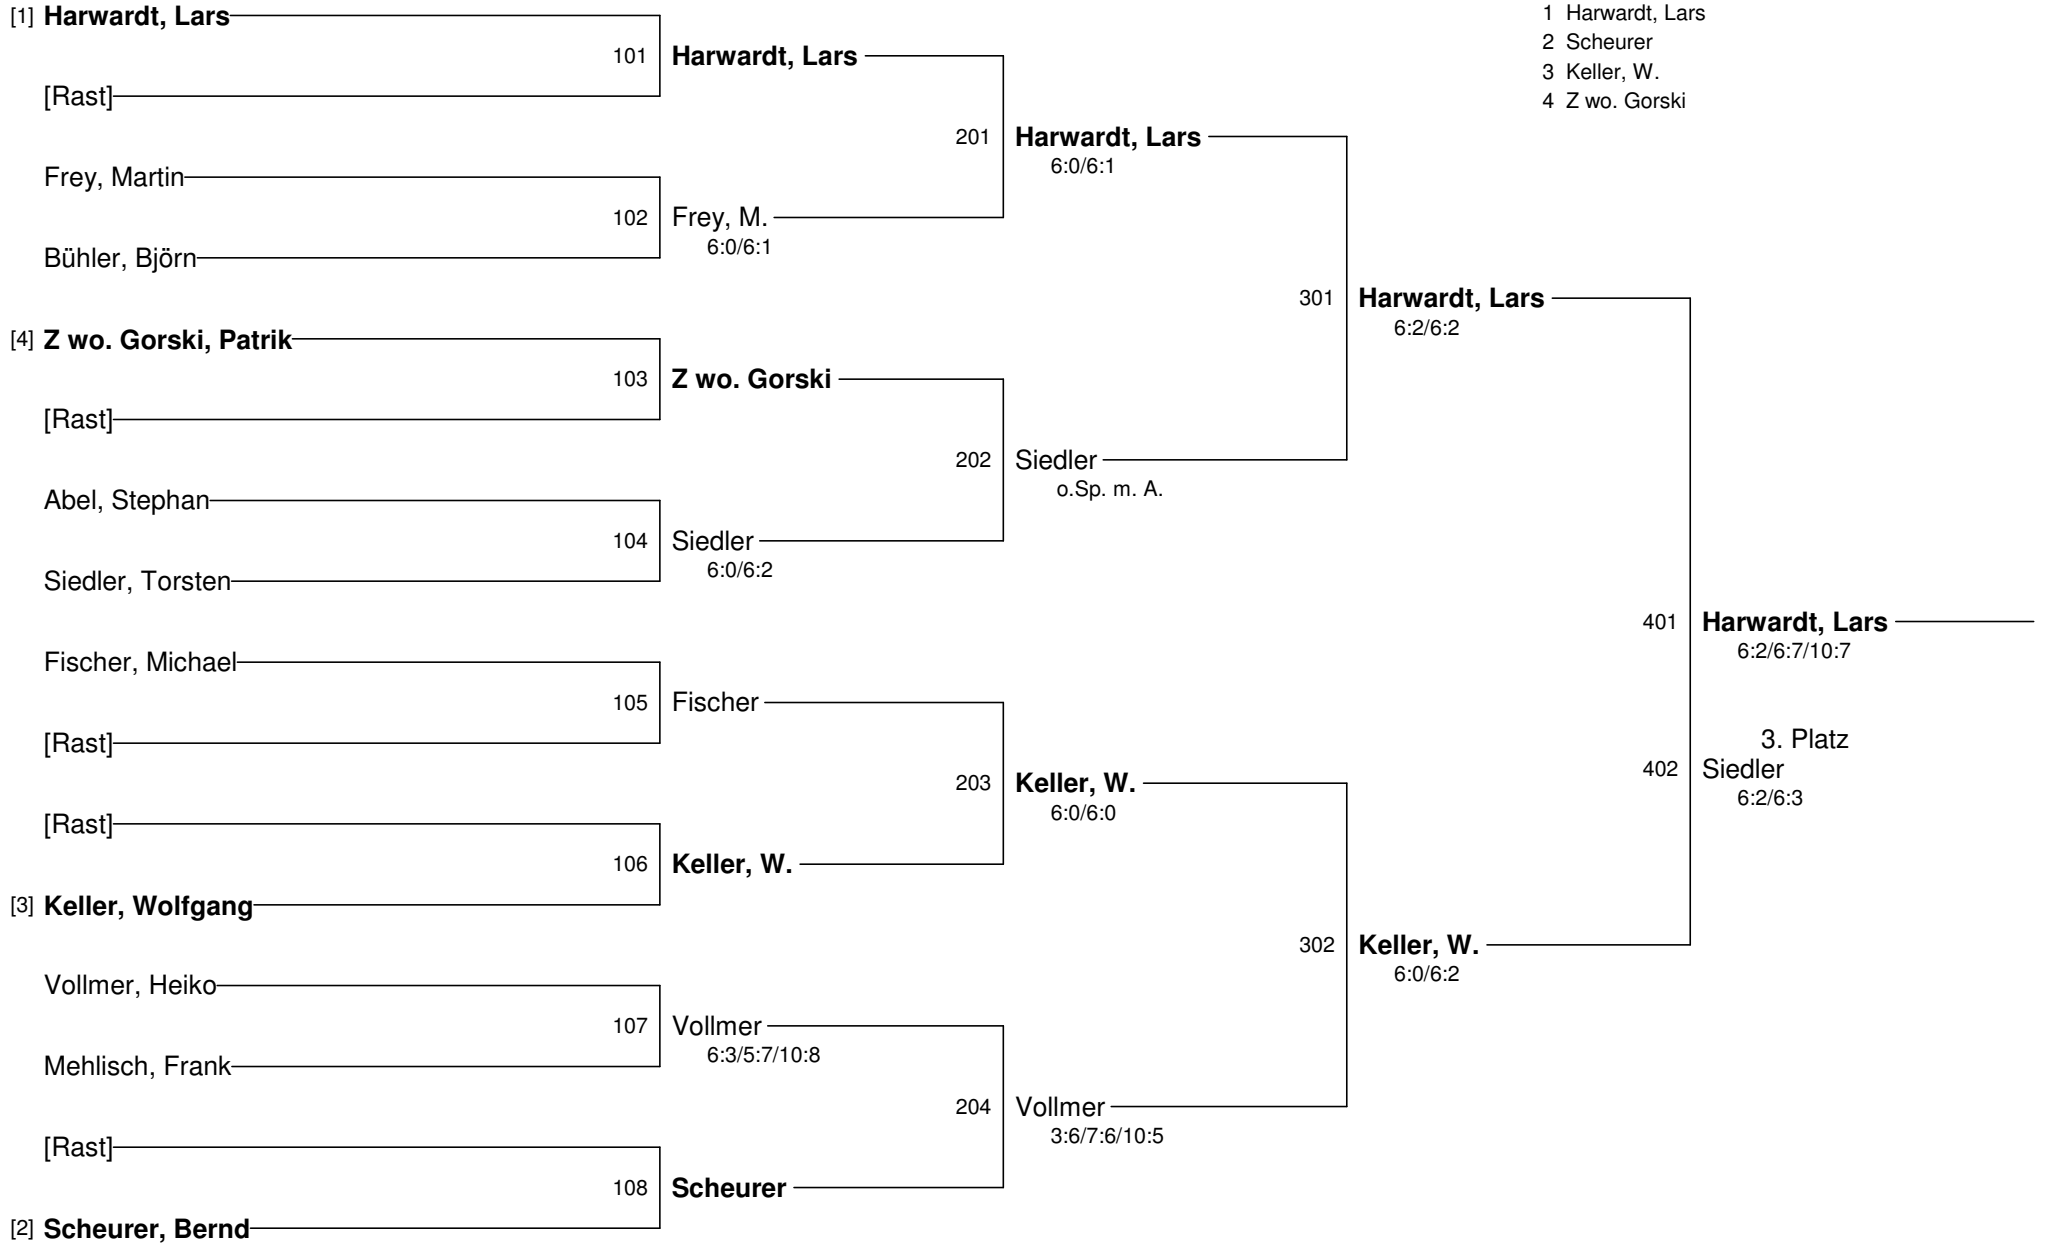 [1] Harwardt, Lars
[Rast]
Frey, Martin
Bühler, Björn
[4] Z wo. Gorski, Patrik
[Rast]
Abel, Stephan
Siedler, Torsten
Fischer, Michael
[Rast]
[Rast]
[3] Keller, Wolfgang
Vollmer, Heiko
Mehlisch, Frank
[Rast]
[2] Scheurer, Bernd
101 Harwardt, Lars
102 Frey, M.
6:0/6:1
103 Z wo. Gorski
104 Siedler
6:0/6:2
105 Fischer
106 Keller, W.
107 Vollmer
6:3/5:7/10:8
108 Scheurer
201 Harwardt, Lars
6:0/6:1
202 Siedler
o.Sp. m. A.
203 Keller, W.
6:0/6:0
204 Vollmer
3:6/7:6/10:5
301 Harwardt, Lars
6:2/6:2
302 Keller, W.
6:0/6:2
401 Harwardt, Lars
6:2/6:7/10:7
3. Platz
402 Siedler
6:2/6:3
1 Harwardt, Lars
2 Scheurer
3 Keller, W.
4 Z wo. Gorski